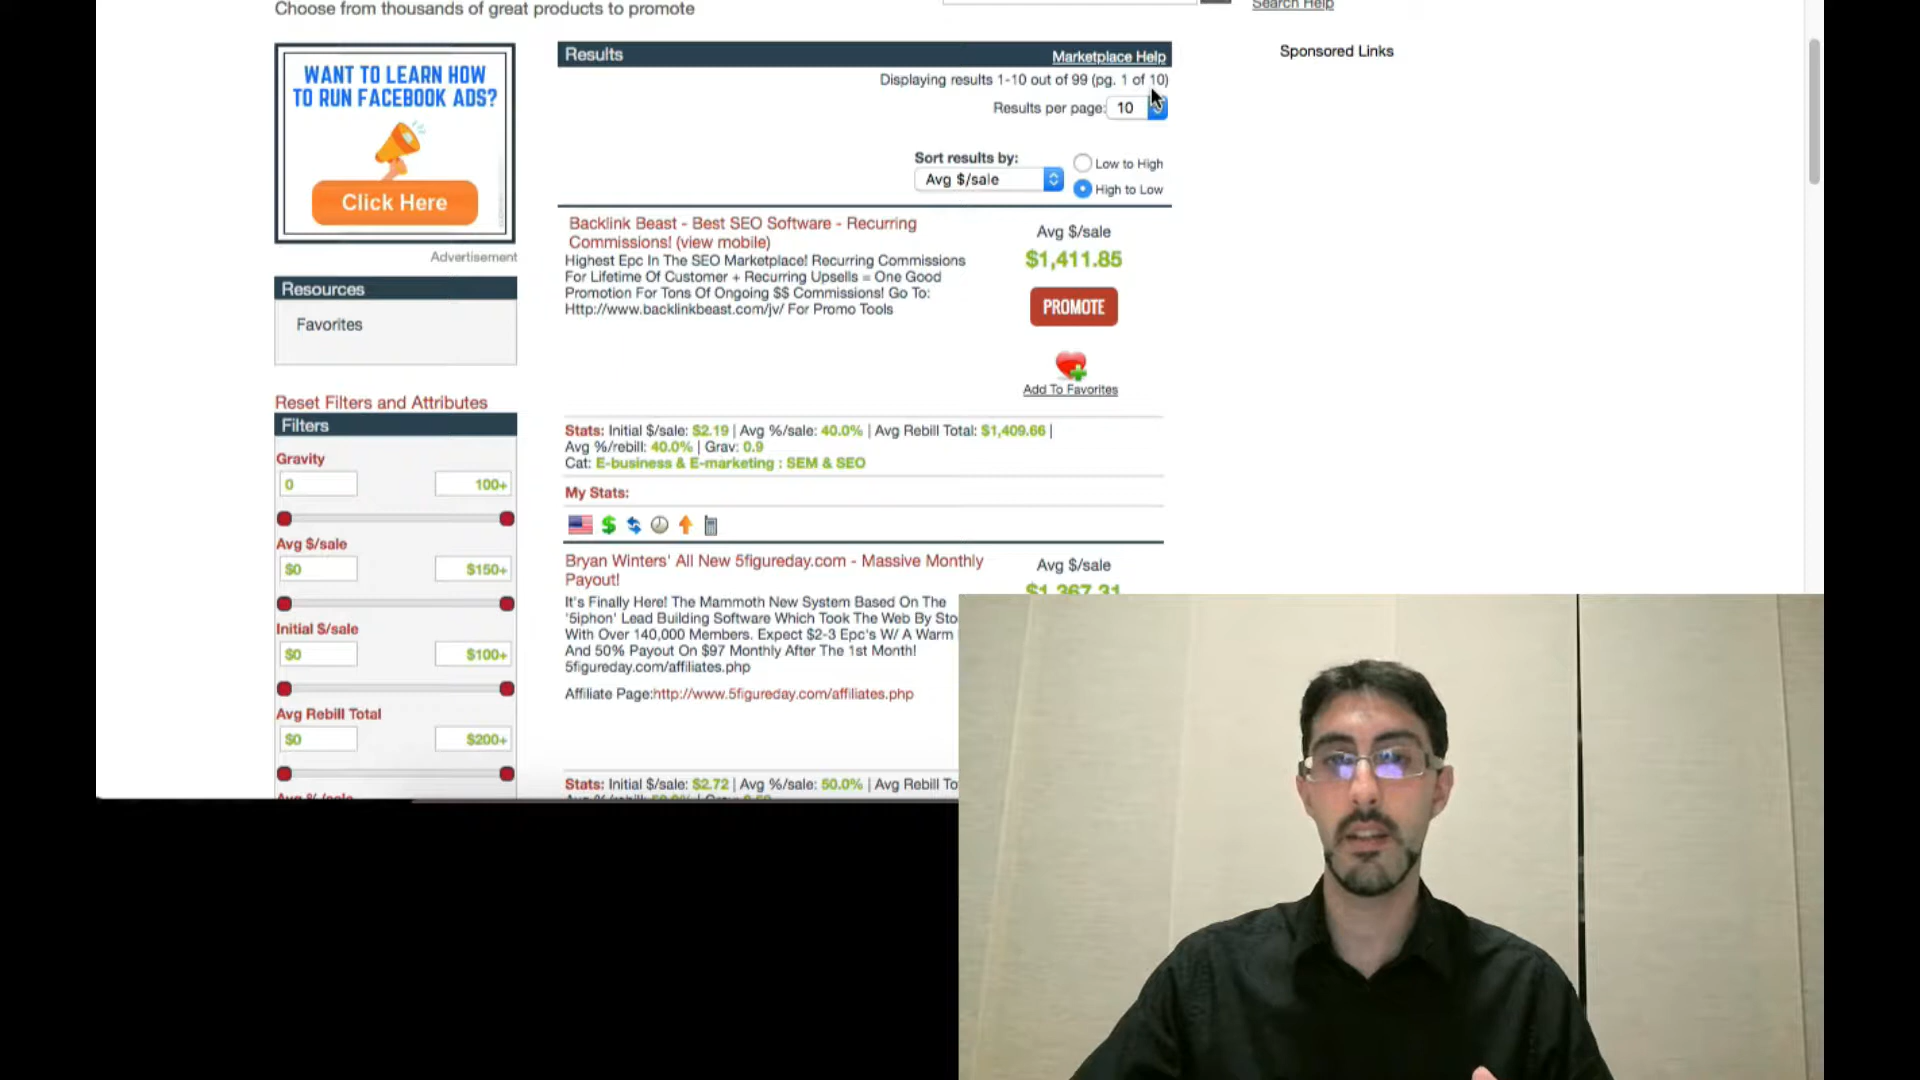 Choose from thousands of great products to promote
Search Help
WANT TO LEARN HOW
TO RUN FACEBOOK ADS?
Click Here
Advertisement
Resources
Favorites
Reset Filters and Attributes
Filters
Gravity
0 100+
Avg $/sale
$0 $150+
Initial $/sale
$0 $100+
Avg Rebill Total
$0 $200+
Avg %/sale
Results Marketplace Help
Displaying results 1-10 out of 99 (pg. 1 of 10)
Results per page: 10
Sort results by:
Avg $/sale
Low to High
High to Low
Backlink Beast - Best SEO Software - Recurring
Commissions! (view mobile)
Highest Epc In The SEO Marketplace! Recurring Commissions
For Lifetime Of Customer + Recurring Upsells = One Good
Promotion For Tons Of Ongoing $$ Commissions! Go To:
Http://www.backlinkbeast.com/jv/ For Promo Tools
Avg $/sale
$1,411.85
PROMOTE
Add To Favorites
Stats: Initial $/sale: $2.19 | Avg %/sale: 40.0% | Avg Rebill Total: $1,409.66 |
Avg %/rebill: 40.0% | Grav: 0.9
Cat: E-business & E-marketing : SEM & SEO
My Stats:
Bryan Winters' All New 5figureday.com - Massive Monthly
Payout!
It's Finally Here! The Mammoth New System Based On The
'5iphon' Lead Building Software Which Took The Web By
With Over 140,000 Members. Expect $2-3 Epc's W/ A Warm
And 50% Payout On $97 Monthly After The 1st Month!
5figureday.com/affiliates.php
Affiliate Page:http://www.5figureday.com/affiliates.php
Avg $/sale
$1,367.31
Stats: Initial $/sale: $2.72 | Avg %/sale: 50.0% | Avg Rebill
Sponsored Links